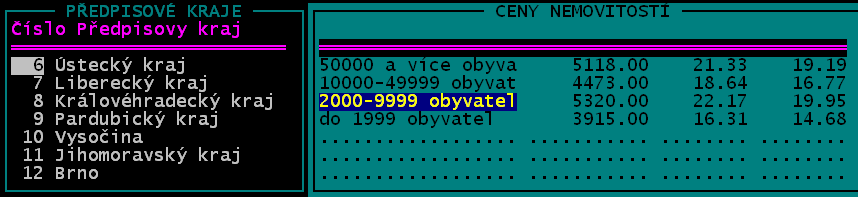 PŘEDPISOVÉ KRAJE
Číslo Předpisovy kraj
6 Ústecký kraj
7 Liberecký kraj
8 Královéhradecký kraj
9 Pardubický kraj
10 Vysočina
11 Jihomoravský kraj
12 Brno
CENY NEMOVITOSTÍ
50000 a více obyva 5118.00 21.33 19.19
10000-49999 obyvat 4473.00 18.64 16.77
2000-9999 obyvatel 5320.00 22.17 19.95
do 1999 obyvatel 3915.00 16.31 14.68
.................. .......... ....... .......
.................. .......... ....... .......
.................. .......... ....... .......